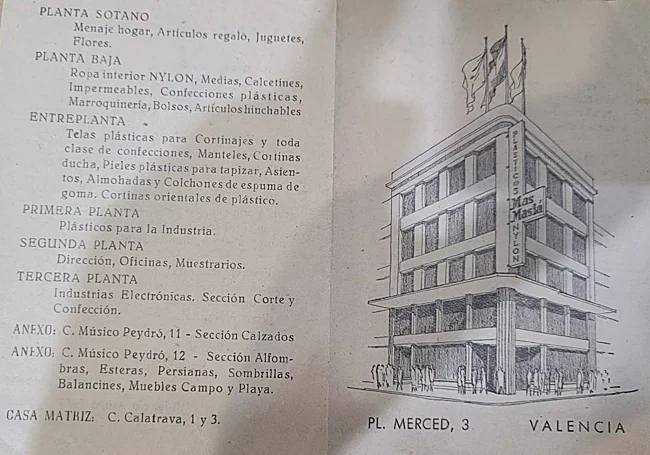 PLANTA SOTANO
Menaje hogar, Artículos regalo, Juguetes,
Flores.
PLANTA BAJA
Ropa interior NYLON, Medias, Calcetines,
Impermeables, Confecciones plásticas,
Marroquinería, Bolsos, Artículos hinchables
ENTREPLANTA
Telas plásticas para Cortinajes y toda
clase de confecciones, Manteles, Cortinas
ducha, Pieles plásticas para tapizar, Asien-
tos, Almohadas y Colchones de espuma de
goma. Cortinas orientales de plástico.
PRIMERA PLANTA
Plásticos para la Industria.
SEGUNDA PLANTA
Dirección, Oficinas, Muestrarios.
TERCERA PLANTA
Industrias Electrónicas. Sección Corte y
Confección.
ANEXO: C. Músico Peydró, 11 - Sección Calzados
ANEXO: C. Músico Peydró, 12 - Sección Alfom-
bras, Esteras, Persianas, Sombrillas,
Balancines, Muebles Campo y Playa.
CASA MATRIZ: C. Calatrava, 1 y 3.
PLASTICOS
Mas
Masiá
NYLON
PL. MERCED, 3 VALENCIA